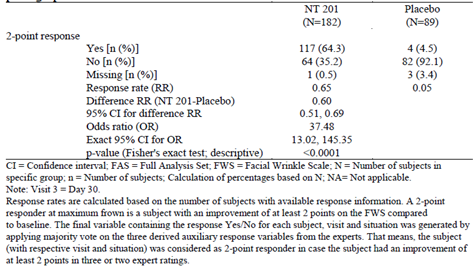 NT 201 Placebo
(N=182) (N=89)
2-point response
Yes [n (%)] 117 (64.3) 4 (4.5)
No [n (%)] 64 (35.2) 82 (92.1)
Missing [n (%)] 1 (0.5) 3 (3.4)
Response rate (RR) 0.65 0.05
Difference RR (NT 201-Placebo) 0.60
95% CI for difference RR 0.51, 0.69
Odds ratio (OR) 37.48
Exact 95% CI for OR 13.02, 145.35
p-value (Fisher's exact test; descriptive) <0.0001
CI = Confidence interval; FAS = Full Analysis Set; FWS = Facial Wrinkle Scale; N = Number of subjects in
specific group; n = Number of subjects; Calculation of percentages based on N; NA= Not applicable.
Note: Visit 3 = Day 30.
Response rates are calculated based on the number of subjects with available response information. A 2-point
responder at maximum frown is a subject with an improvement of at least 2 points on the FWS compared
to baseline. The final variable containing the response Yes/No for each subject, visit and situation was generated by
applying majority vote on the three derived auxiliary response variables from the experts. That means, the subject
(with respective visit and situation) was considered as 2-point responder in case the subject had an improvement of
at least 2 points in three or two expert ratings.